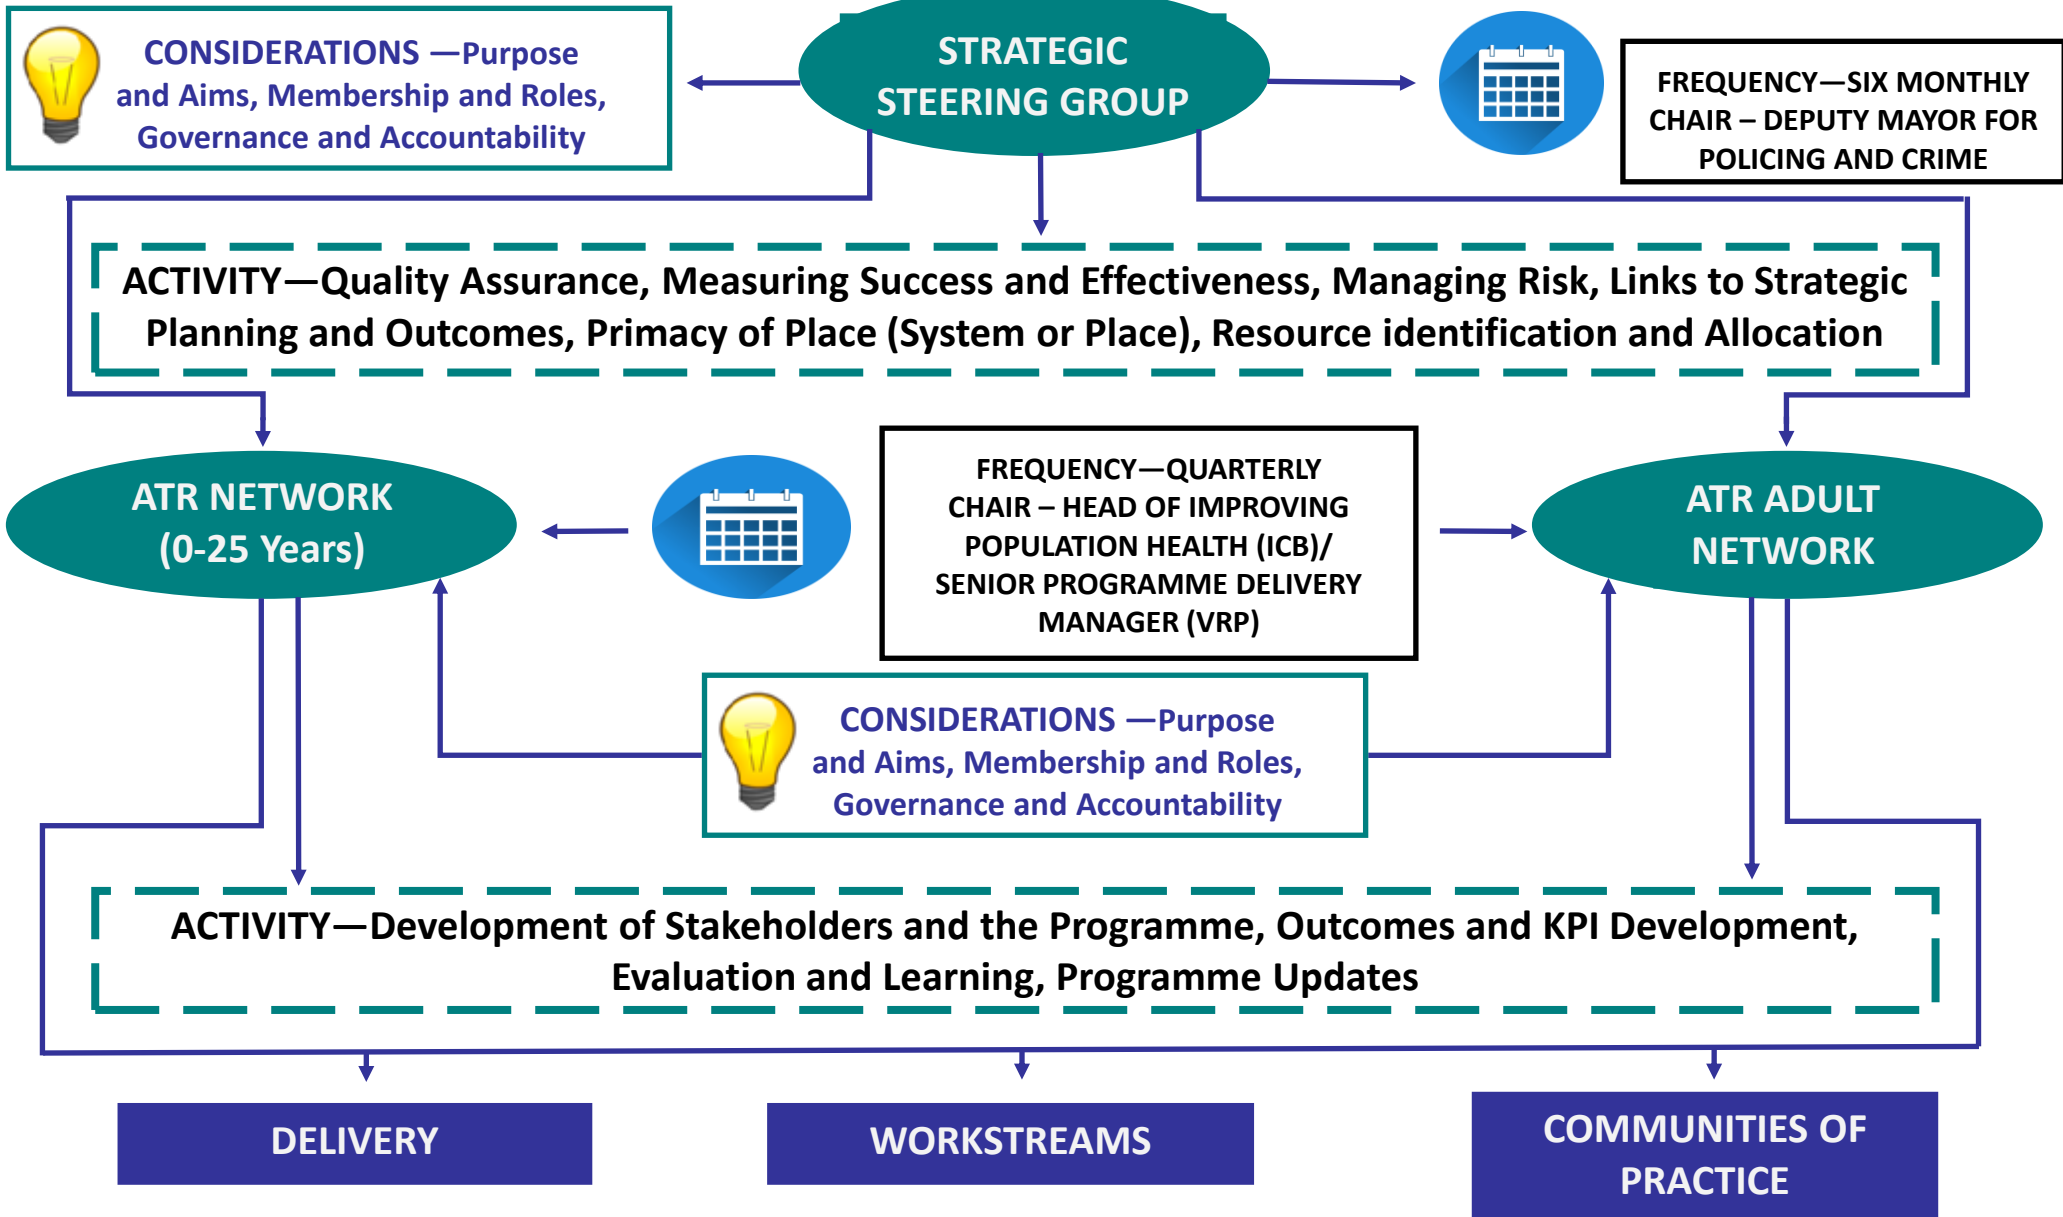 CONSIDERATIONS —Purpose
and Aims, Membership and Roles,
Governance and Accountability
STRATEGIC
STEERING GROUP
FREQUENCY—SIX MONTHLY
CHAIR – DEPUTY MAYOR FOR
POLICING AND CRIME
ACTIVITY—Quality Assurance, Measuring Success and Effectiveness, Managing Risk, Links to Strategic
Planning and Outcomes, Primacy of Place (System or Place), Resource identification and Allocation
ATR NETWORK
(0-25 Years)
FREQUENCY—QUARTERLY
CHAIR – HEAD OF IMPROVING
POPULATION HEALTH (ICB)/
SENIOR PROGRAMME DELIVERY
MANAGER (VRP)
ATR ADULT
NETWORK
CONSIDERATIONS —Purpose
and Aims, Membership and Roles,
Governance and Accountability
ACTIVITY—Development of Stakeholders and the Programme, Outcomes and KPI Development,
Evaluation and Learning, Programme Updates
DELIVERY
WORKSTREAMS
COMMUNITIES OF
PRACTICE